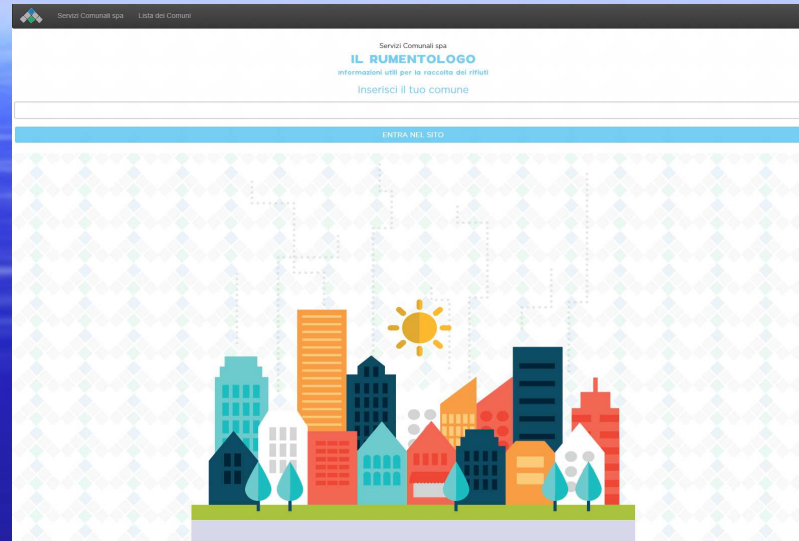 Servizi Comunali spa Lista dei Comuni
Servizi Comunali spa
IL RUMENTOLOGO
Informazioni utili per la raccolta dei rifiuti
Inserisci il tuo comune
ENTRA NEL SITO